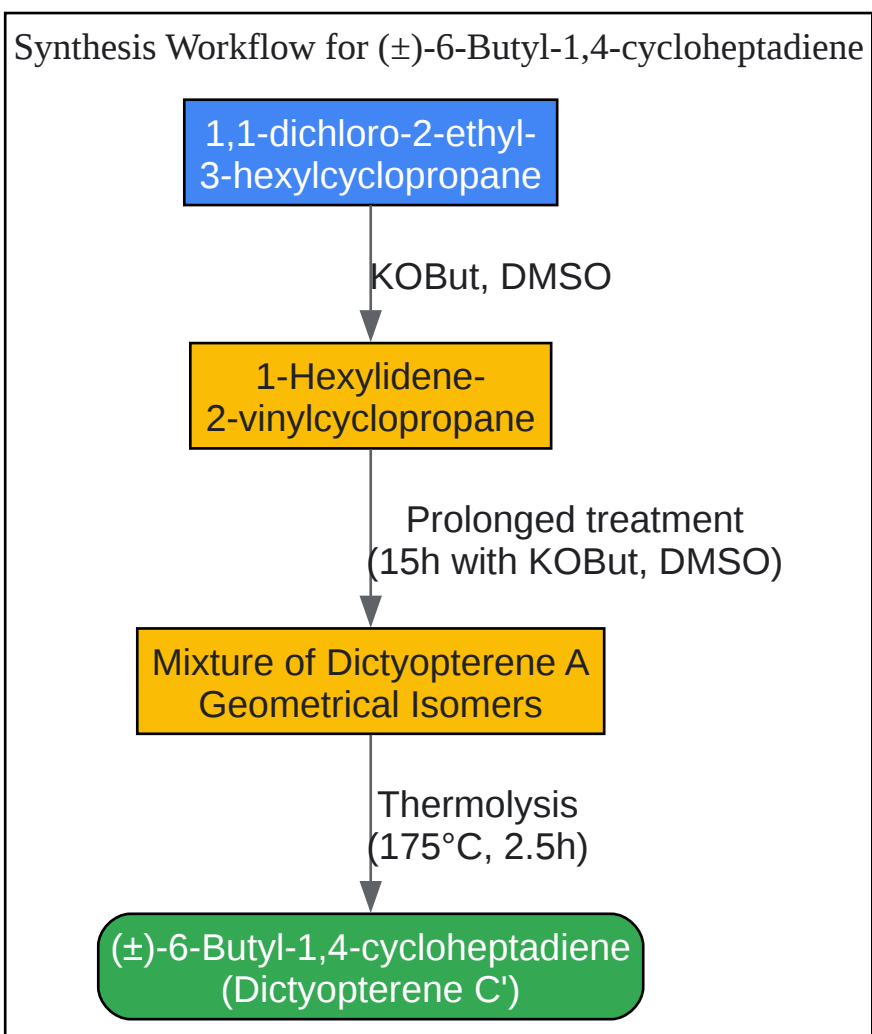 Synthesis Workflow for (±)-6-Butyl-1,4-cycloheptadiene
1,1-dichloro-2-ethyl-
3-hexylcyclopropane
KOBut, DMSO
1-Hexylidene-
2-vinylcyclopropane
Prolonged treatment
(15h with KOBut, DMSO)
Mixture of Dictyopterene A
Geometrical Isomers
Thermolysis
(175°C, 2.5h)
(±)-6-Butyl-1,4-cycloheptadiene
(Dictyopterene C')